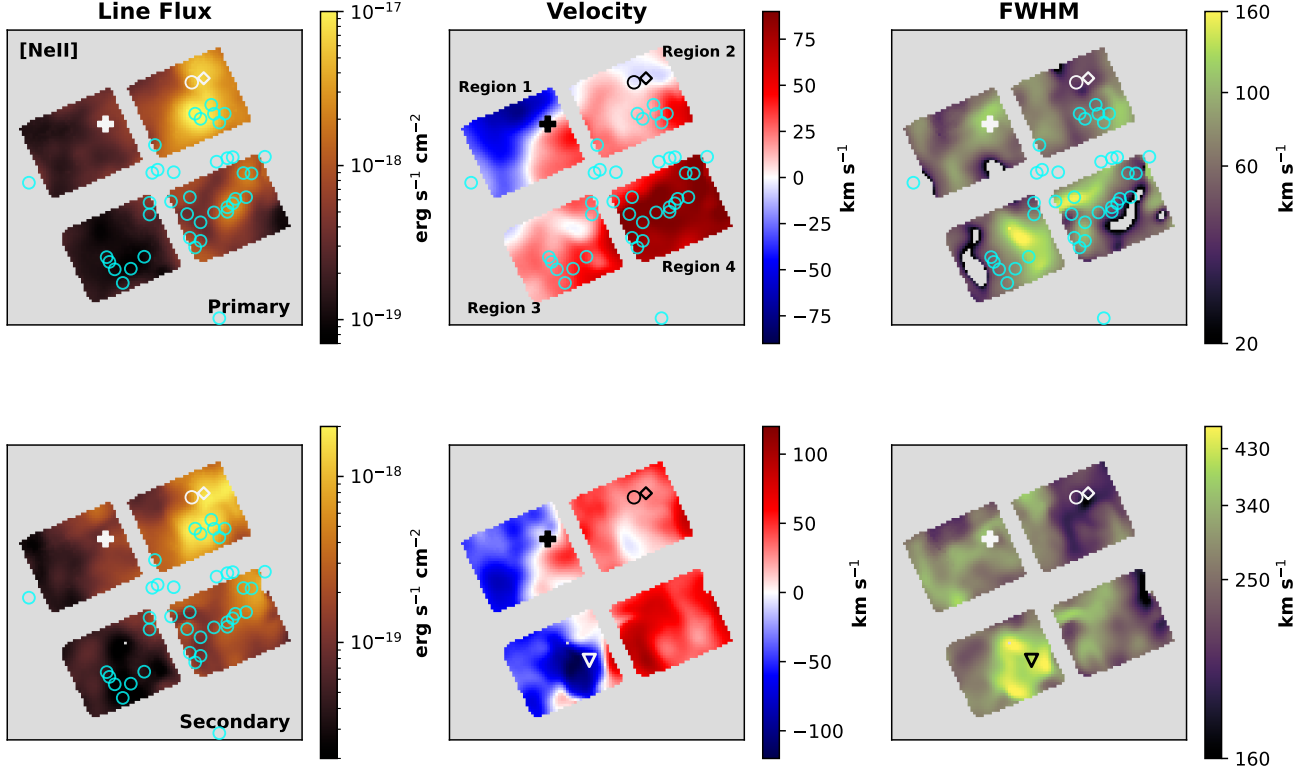 Line Flux
Velocity
FWHM
[NeII]
Primary
10⁻¹⁷
10⁻¹⁸
10⁻¹⁹
erg s⁻¹ cm⁻²
Region 1
Region 2
Region 3
Region 4
75
50
25
0
−25
−50
−75
km s⁻¹
160
100
60
20
km s⁻¹
Secondary
10⁻¹⁸
10⁻¹⁹
erg s⁻¹ cm⁻²
100
50
0
−50
−100
km s⁻¹
430
340
250
160
km s⁻¹